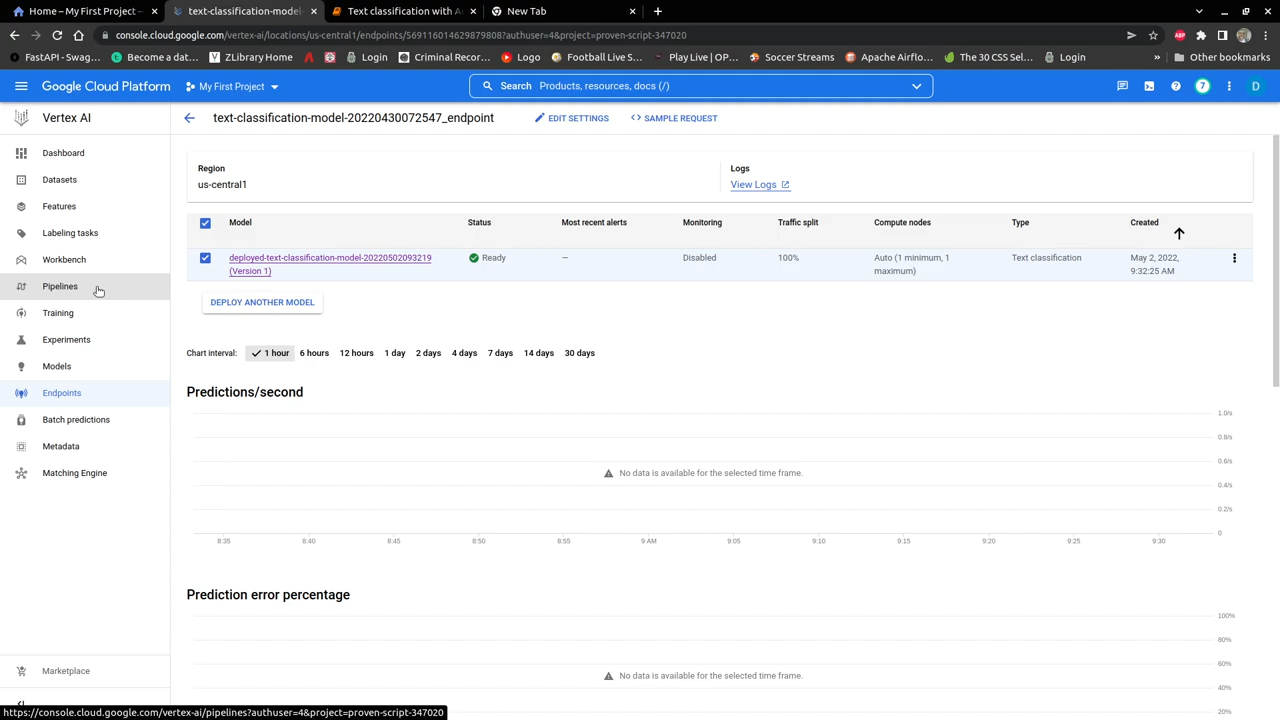 Home – My First Project –
text-classification-model-
Text classification with A
New Tab
console.cloud.google.com/vertex-ai/locations/us-central1/endpoints/5691160146298798080?authuser=4&project=proven-script-347020
FastAPI - Swag...
Become a dat...
ZLibrary Home
Login
Criminal Recor...
Logo
Football Live S...
Play Live | OP...
Soccer Streams
Apache Airflo...
The 30 CSS Sel...
Login
»
Other bookmarks
Google Cloud Platform
My First Project
Search Products, resources, docs (/)
7
D
Vertex AI
text-classification-model-20220430072547_endpoint
EDIT SETTINGS
SAMPLE REQUEST
Dashboard
Datasets
Features
Labeling tasks
Workbench
Pipelines
Training
Experiments
Models
Endpoints
Batch predictions
Metadata
Matching Engine
Marketplace
Region
us-central1
Logs
View Logs
Model Status Most recent alerts Monitoring Traffic split Compute nodes Type Created
deployed-text-classification-model-20220502093219 Ready — Disabled 100% Auto (1 minimum, 1 Text classification May 2, 2022,
(Version 1) maximum) 9:32:25 AM
DEPLOY ANOTHER MODEL
Chart interval: 1 hour 6 hours 12 hours 1 day 2 days 4 days 7 days 14 days 30 days
Predictions/second
1.0/s
0.8/s
0.6/s
No data is available for the selected time frame.
0.4/s
0.2/s
0
8:35 8:40 8:45 8:50 8:55 9 AM 9:05 9:10 9:15 9:20 9:25 9:30
Prediction error percentage
100%
80%
60%
No data is available for the selected time frame.
40%
20%
https://console.cloud.google.com/vertex-ai/pipelines?authuser=4&project=proven-script-347020